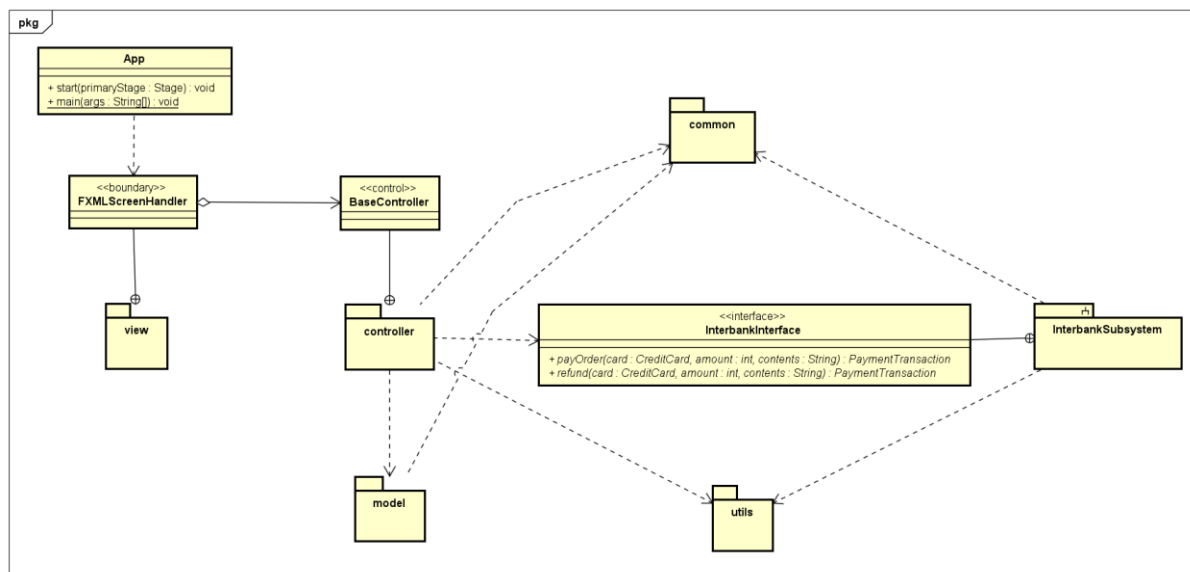 pkg
App
+ start(primaryStage : Stage) : void
+ main(args : String[]) : void
common
<<boundary>>
FXMLScreenHandler
<<control>>
BaseController
view
controller
<<interface>>
InterbankInterface
+ payOrder(card : CreditCard, amount : int, contents : String) : PaymentTransaction
+ refund(card : CreditCard, amount : int, contents : String) : PaymentTransaction
InterbankSubsystem
model
utils